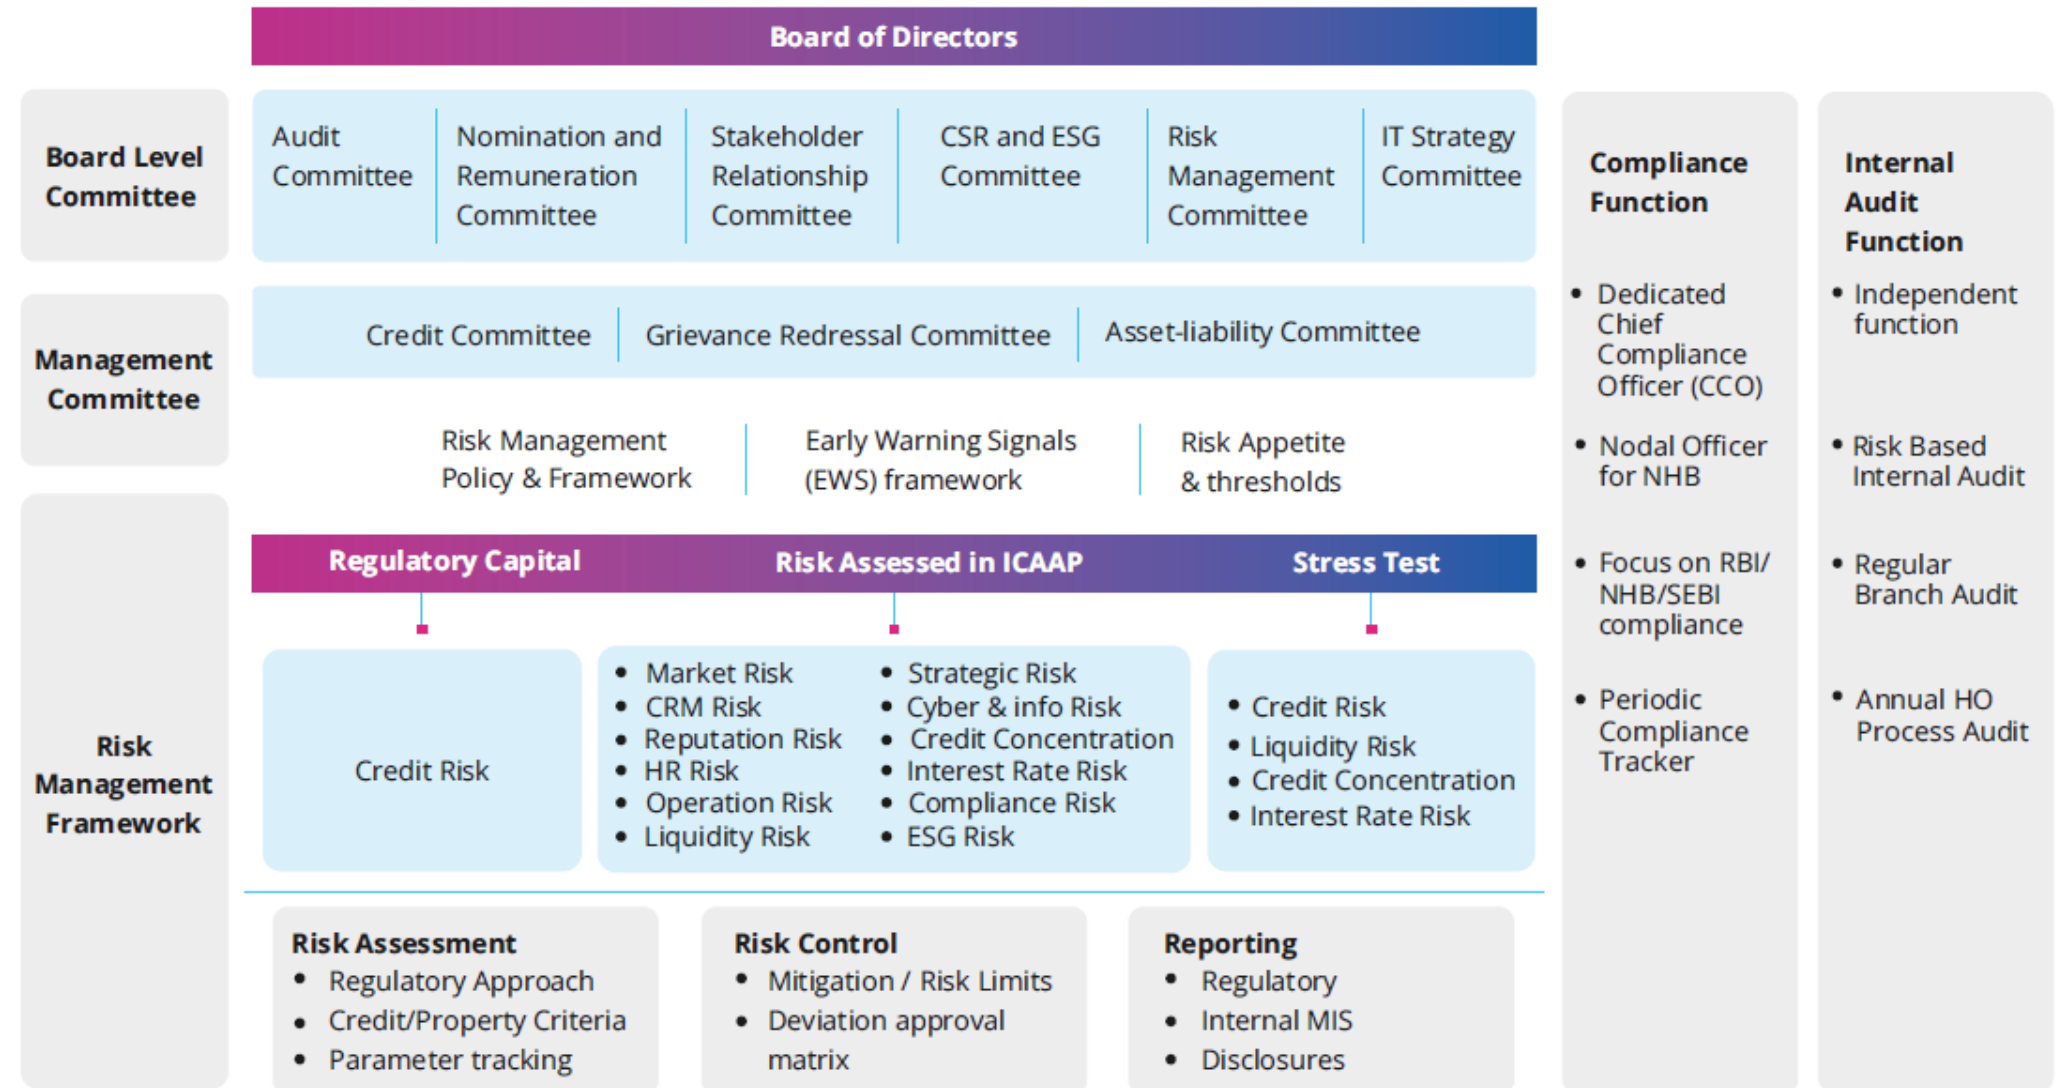 Board of Directors
Board Level
Committee
Audit
Committee
Nomination and
Remuneration
Committee
Stakeholder
Relationship
Committee
CSR and ESG
Committee
Risk
Management
Committee
IT Strategy
Committee
Management
Committee
Credit Committee
Grievance Redressal Committee
Asset-liability Committee
Risk Management
Policy & Framework
Early Warning Signals
(EWS) framework
Risk Appetite
& thresholds
Risk
Management
Framework
Regulatory Capital
Risk Assessed in ICAAP
Stress Test
Credit Risk
• Market Risk
• CRM Risk
• Reputation Risk
• HR Risk
• Operation Risk
• Liquidity Risk
• Strategic Risk
• Cyber & info Risk
• Credit Concentration
• Interest Rate Risk
• Compliance Risk
• ESG Risk
• Credit Risk
• Liquidity Risk
• Credit Concentration
• Interest Rate Risk
Risk Assessment
• Regulatory Approach
• Credit/Property Criteria
• Parameter tracking
Risk Control
• Mitigation / Risk Limits
• Deviation approval
matrix
Reporting
• Regulatory
• Internal MIS
• Disclosures
Compliance
Function
• Dedicated
Chief
Compliance
Officer (CCO)
• Nodal Officer
for NHB
• Focus on RBI/
NHB/SEBI
compliance
• Periodic
Compliance
Tracker
Internal
Audit
Function
• Independent
function
• Risk Based
Internal Audit
• Regular
Branch Audit
• Annual HO
Process Audit